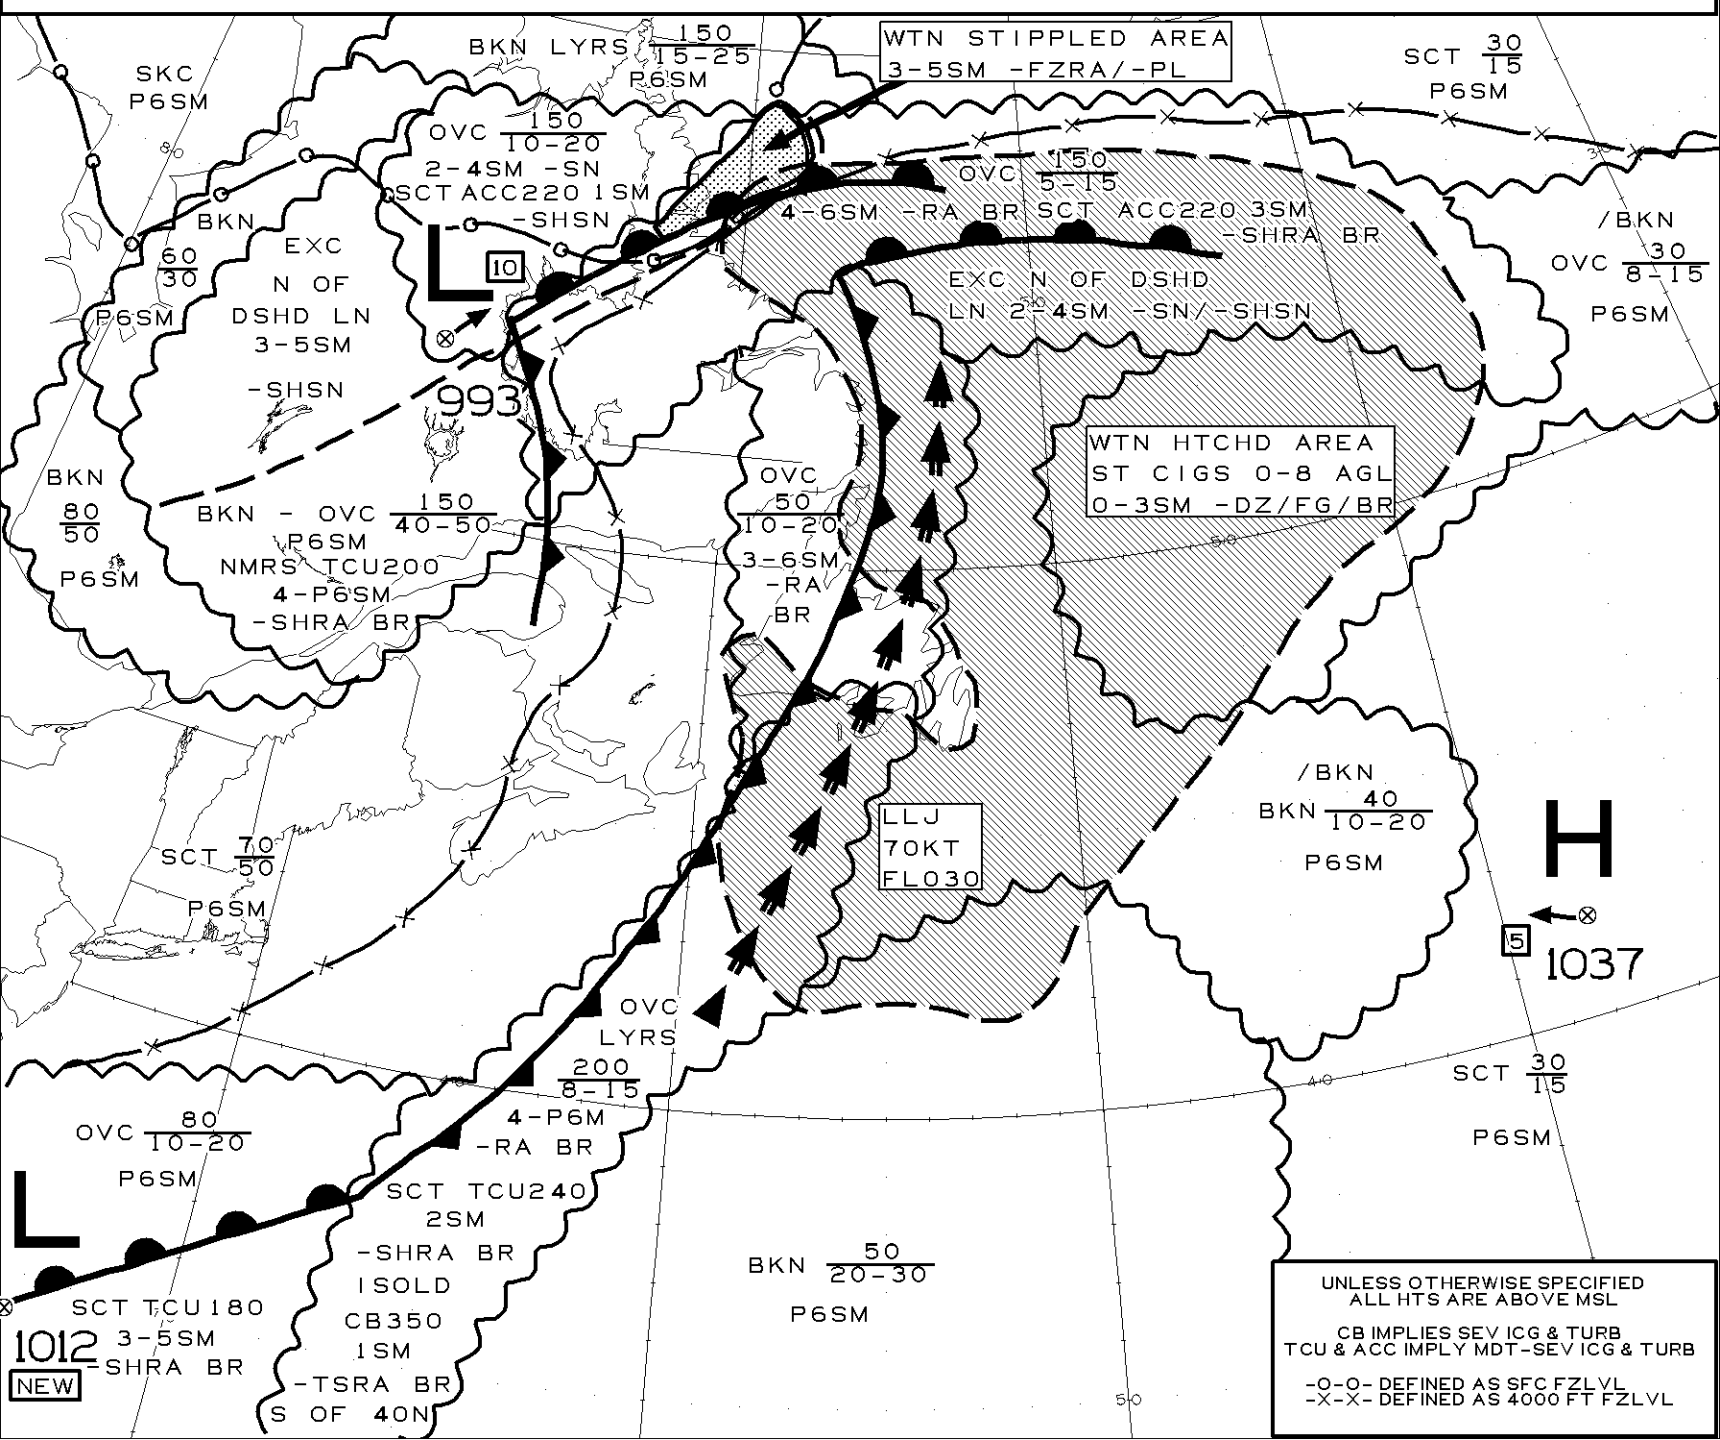 BKN LYRS 150
15-25
P6SM
WTN STIPPLED AREA
3-5SM -FZRA/-PL
SCT 30
15
P6SM
SKC
P6SM
80
OVC 150
10-20
2-4SM -SN
SCT ACC220 1SM
-SHSN
30
OVC 150
5-15
4-6SM -RA BR SCT ACC220 3SM
-SHRA BR
EXC N OF DSHD
LN 2-4SM -SN/-SHSN
50
/BKN
OVC 30
8-15
P6SM
BKN
60
30
P6SM
EXC
N OF
DSHD LN
3-5SM
-SHSN
L 10
993
WTN HTCHD AREA
ST CIGS 0-8 AGL
0-3SM -DZ/FG/BR
50
BKN
80
50
P6SM
BKN - OVC 150
40-50
P6SM
NMRS TCU200
4-P6SM
-SHRA BR
OVC
50
10-20
3-6SM
-RA
BR
/BKN
BKN 40
10-20
P6SM
LLJ
70KT
FL030
H
5
1037
SCT 70
50
P6SM
OVC
LYRS
200
8-15
4-P6M
-RA BR
SCT TCU240
2SM
-SHRA BR
ISOLD
CB350
1SM
-TSRA BR
S OF 40N
40
40
SCT 30
15
P6SM
OVC 80
10-20
P6SM
L
SCT TCU180
3-5SM
-SHRA BR
1012
NEW
BKN 50
20-30
P6SM
50
UNLESS OTHERWISE SPECIFIED
ALL HTS ARE ABOVE MSL
CB IMPLIES SEV ICG & TURB
TCU & ACC IMPLY MDT-SEV ICG & TURB
-O-O- DEFINED AS SFC FZLVL
-X-X- DEFINED AS 4000 FT FZLVL